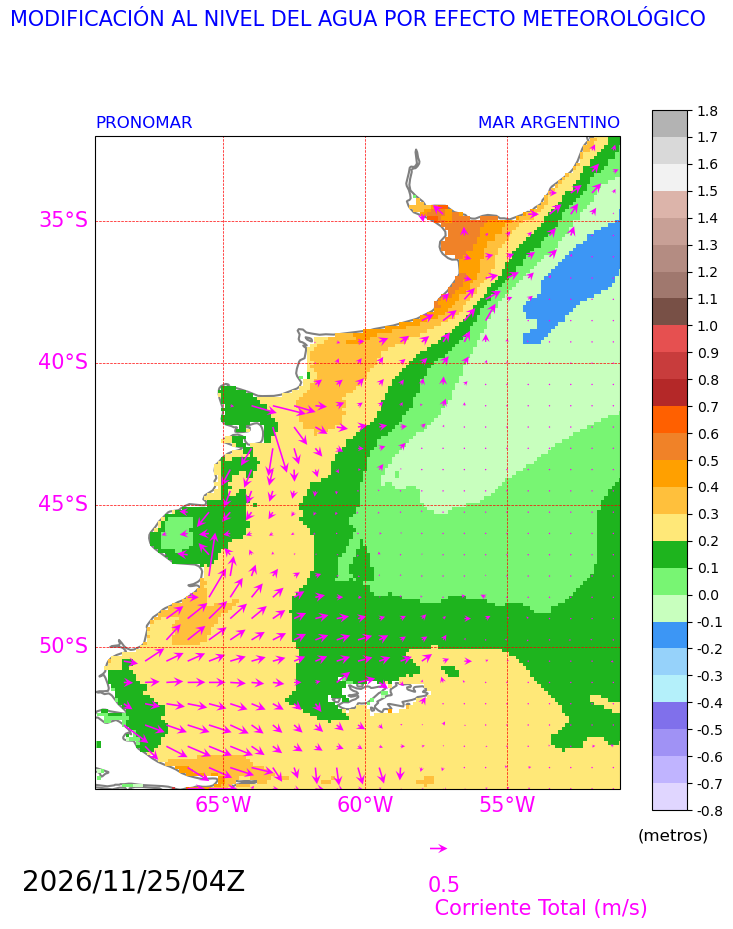 MODIFICACIÓN AL NIVEL DEL AGUA POR EFECTO METEOROLÓGICO
PRONOMAR
MAR ARGENTINO
1.8
1.7
1.6
1.5
1.4
1.3
1.2
1.1
1.0
0.9
0.8
0.7
0.6
0.5
0.4
0.3
0.2
0.1
0.0
-0.1
-0.2
-0.3
-0.4
-0.5
-0.6
-0.7
-0.8
(metros)
35°S
40°S
45°S
50°S
65°W
60°W
55°W
2026/11/25/04Z
0.5
Corriente Total (m/s)